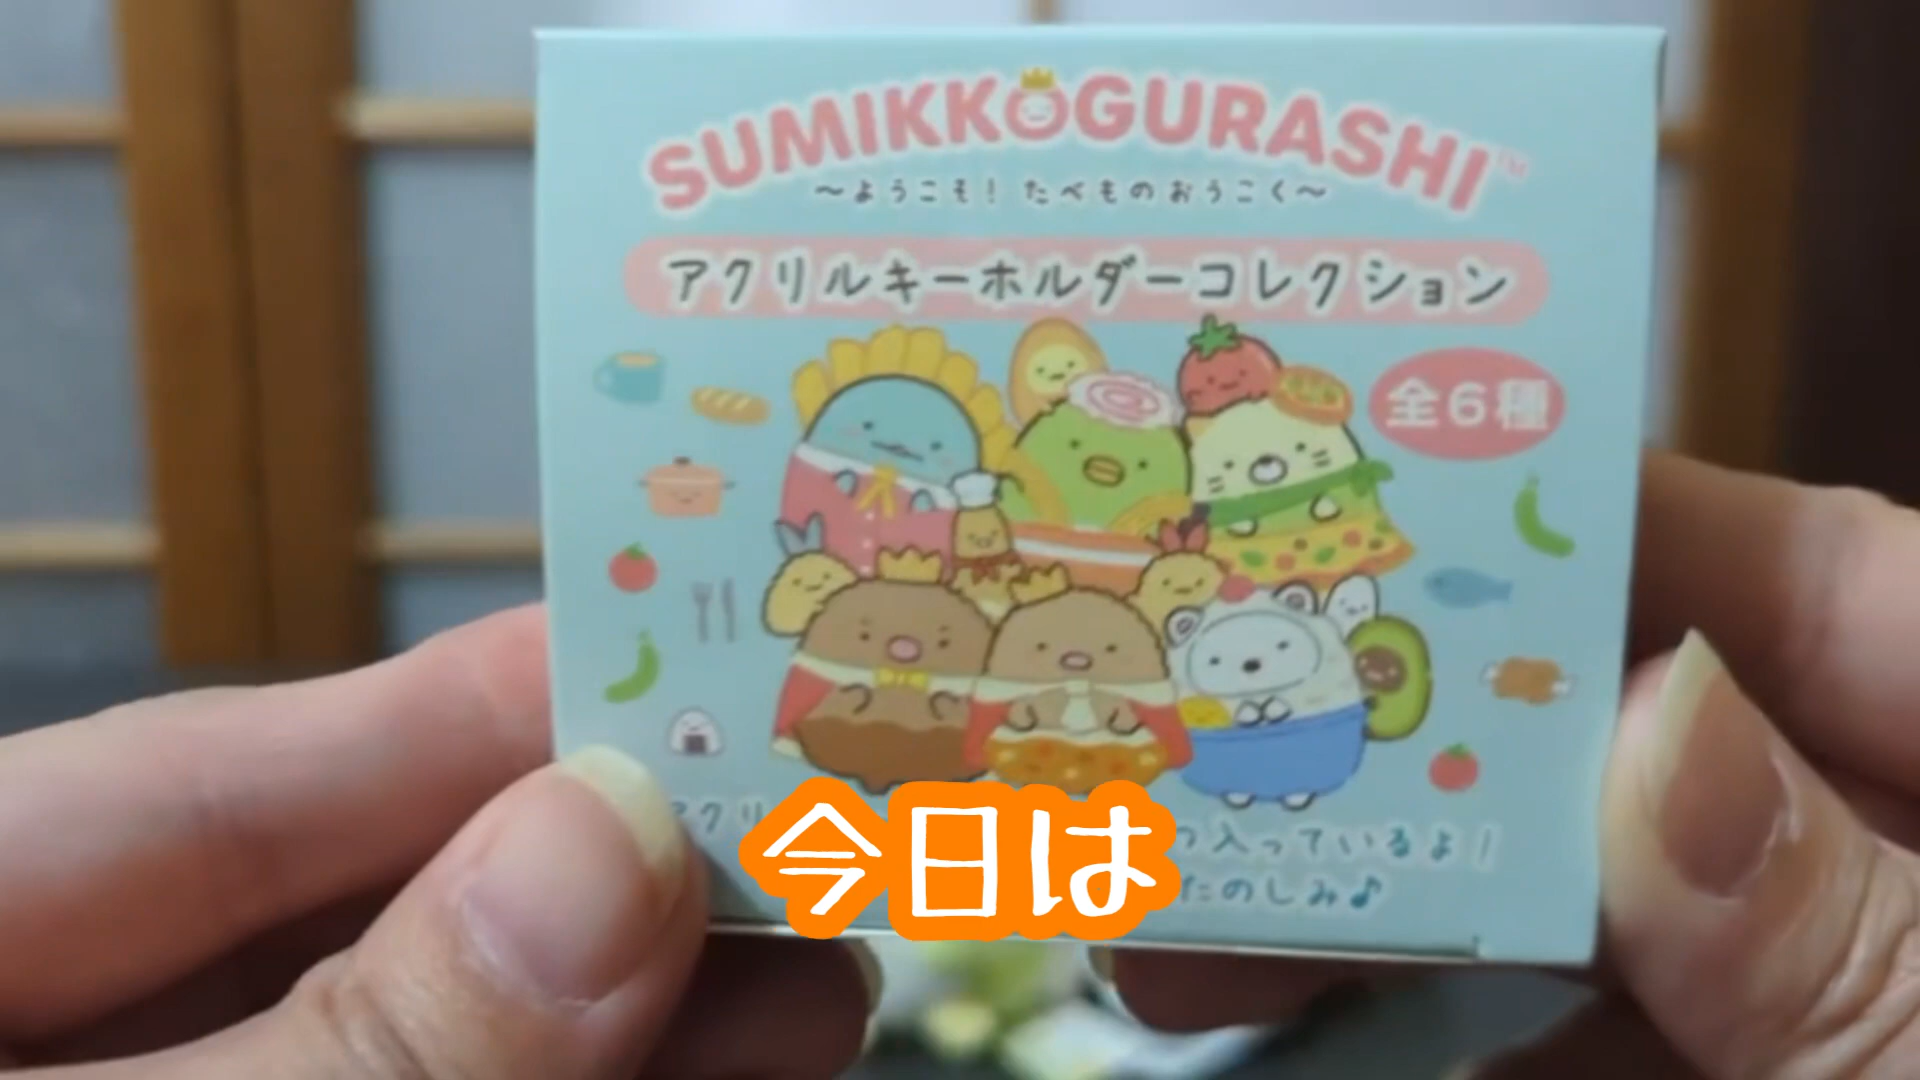 SUMIKKOGURASHI™
～ようこそ！たべものおうこく～
アクリルキーホルダーコレクション
全6種
アクリ
つ入っているよ！
たのしみ♪
今日は